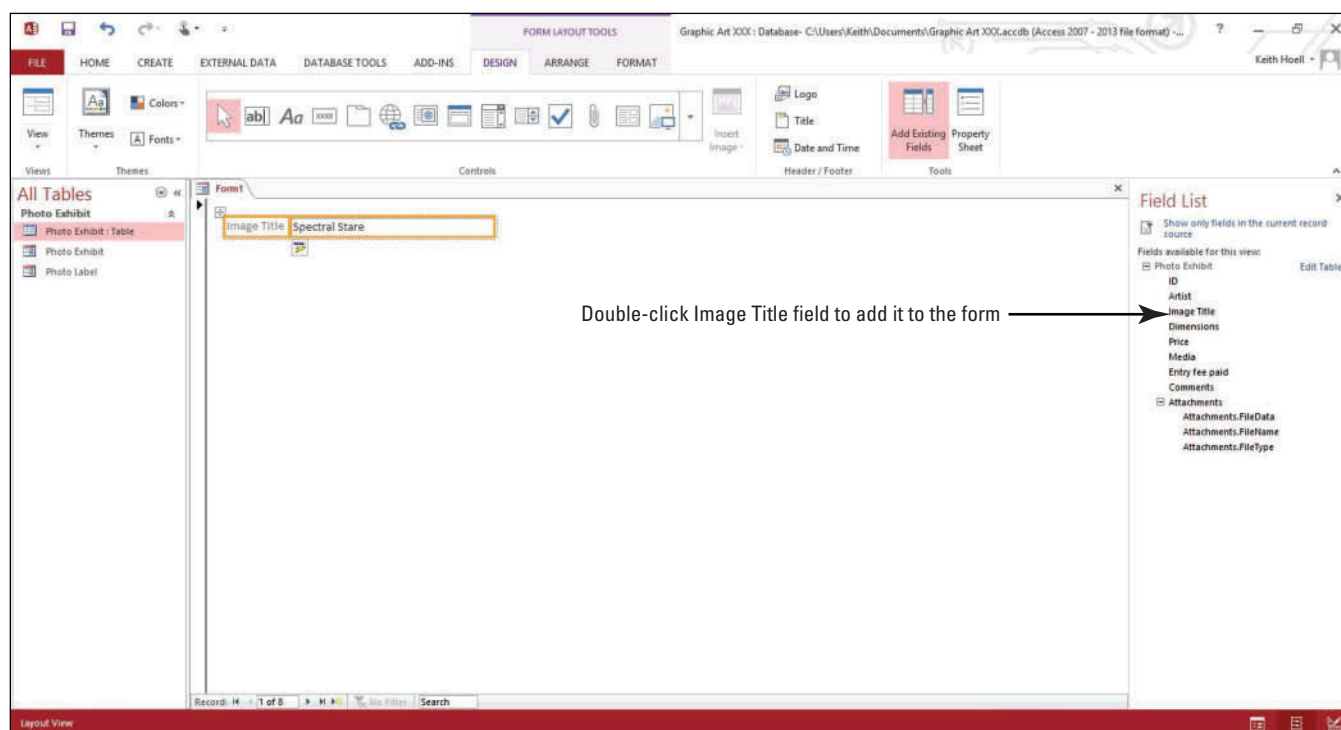 FORM LAYOUT TOOLS
Graphic Art XXX : Database- C:\Users\Keith\Documents\Graphic Art XXX.accdb (Access 2007 - 2013 file format) -...
?
FILE HOME CREATE EXTERNAL DATA DATABASE TOOLS ADD-INS DESIGN ARRANGE FORMAT
Keith Hoell
View
Themes
Aa
Colors
A Fonts
ab| Aa xxxx
Insert Image
Logo
Title
Date and Time
Add Existing Fields
Property Sheet
Views Themes Controls Header / Footer Tools
All Tables
Photo Exhibit
Photo Exhibit : Table
Photo Exhibit
Photo Label
Form1
Image Title Spectral Stare
Double-click Image Title field to add it to the form
Field List
Show only fields in the current record
source
Fields available for this view:
Photo Exhibit Edit Table
ID
Artist
Image Title
Dimensions
Price
Media
Entry fee paid
Comments
Attachments
Attachments.FileData
Attachments.FileName
Attachments.FileType
Record: 1 of 8 No Filter Search
Layout View